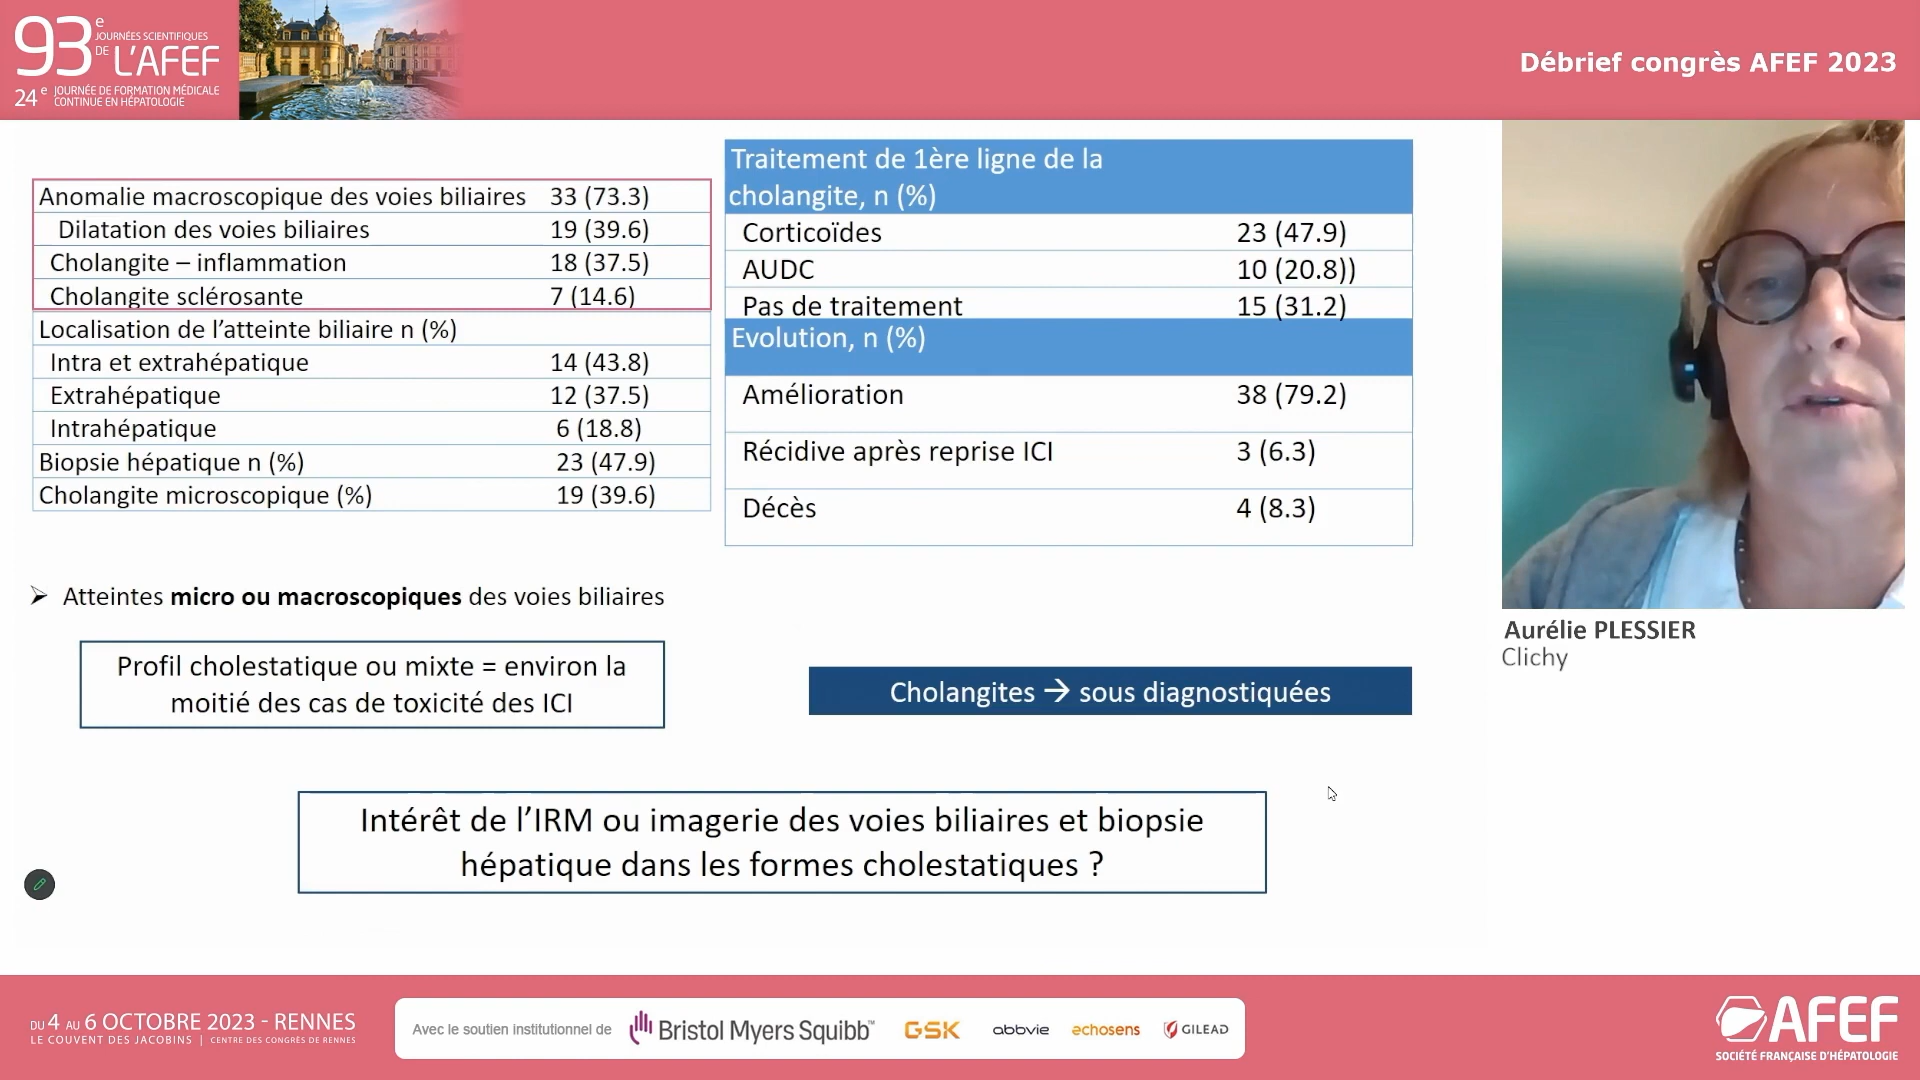 93e JOURNÉES SCIENTIFIQUES
DE L'AFEF
24e JOURNÉE DE FORMATION MÉDICALE
CONTINUE EN HÉPATOLOGIE
Débrief congrès AFEF 2023
Anomalie macroscopique des voies biliaires 33 (73.3)
Dilatation des voies biliaires 19 (39.6)
Cholangite – inflammation 18 (37.5)
Cholangite sclérosante 7 (14.6)
Localisation de l'atteinte biliaire n (%)
Intra et extrahépatique 14 (43.8)
Extrahépatique 12 (37.5)
Intrahépatique 6 (18.8)
Biopsie hépatique n (%) 23 (47.9)
Cholangite microscopique (%) 19 (39.6)
Traitement de 1ère ligne de la
cholangite, n (%)
Corticoïdes 23 (47.9)
AUDC 10 (20.8))
Pas de traitement 15 (31.2)
Evolution, n (%)
Amélioration 38 (79.2)
Récidive après reprise ICI 3 (6.3)
Décès 4 (8.3)
➢ Atteintes micro ou macroscopiques des voies biliaires
Profil cholestatique ou mixte = environ la
moitié des cas de toxicité des ICI
Cholangites → sous diagnostiquées
Intérêt de l'IRM ou imagerie des voies biliaires et biopsie
hépatique dans les formes cholestatiques ?
Aurélie PLESSIER
Clichy
DU 4 AU 6 OCTOBRE 2023 - RENNES
LE COUVENT DES JACOBINS | CENTRE DES CONGRÈS DE RENNES
Avec le soutien institutionnel de Bristol Myers Squibb™ GSK abbvie echosens GILEAD
AFEF
SOCIÉTÉ FRANÇAISE D'HÉPATOLOGIE